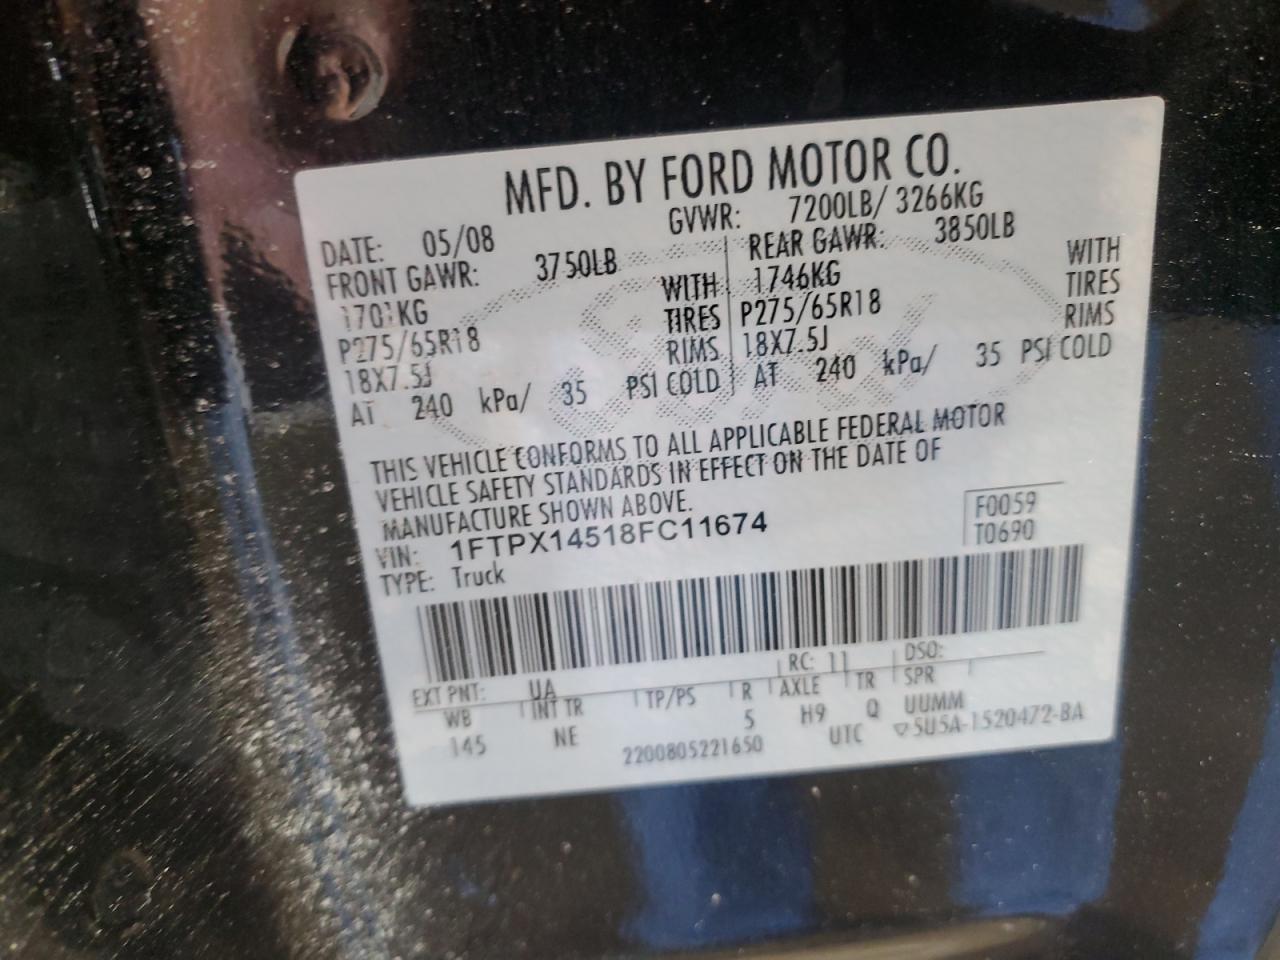 MFD. BY FORD MOTOR CO.
DATE: 05/08 GVWR: 7200LB/ 3266KG
FRONT GAWR: 3750LB REAR GAWR: 3850LB
1701KG WITH 1746KG WITH
P275/65R18 TIRES P275/65R18 TIRES
18X7.5J RIMS 18X7.5J RIMS
AT 240 kPa/ 35 PSI COLD AT 240 kPa/ 35 PSI COLD
THIS VEHICLE CONFORMS TO ALL APPLICABLE FEDERAL MOTOR
VEHICLE SAFETY STANDARDS IN EFFECT ON THE DATE OF
MANUFACTURE SHOWN ABOVE.
VIN: 1FTPX14518FC11674 F0059
TYPE: Truck T0690
EXT PNT: UA RC: 11 DSO:
WB INT TR TP/PS R AXLE TR SPR
145 NE 5 H9 Q UUMM
2200805221650 UTC ▽5U5A-1520472-BA